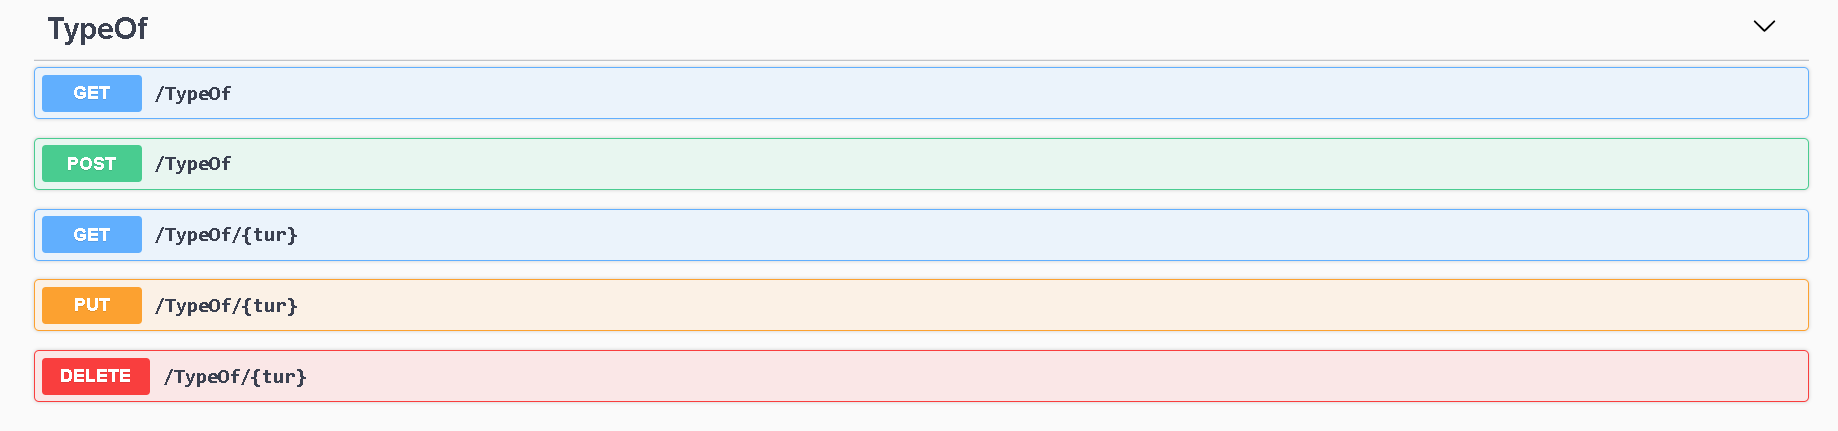 TypeOf
GET /TypeOf
POST /TypeOf
GET /TypeOf/{tur}
PUT /TypeOf/{tur}
DELETE /TypeOf/{tur}